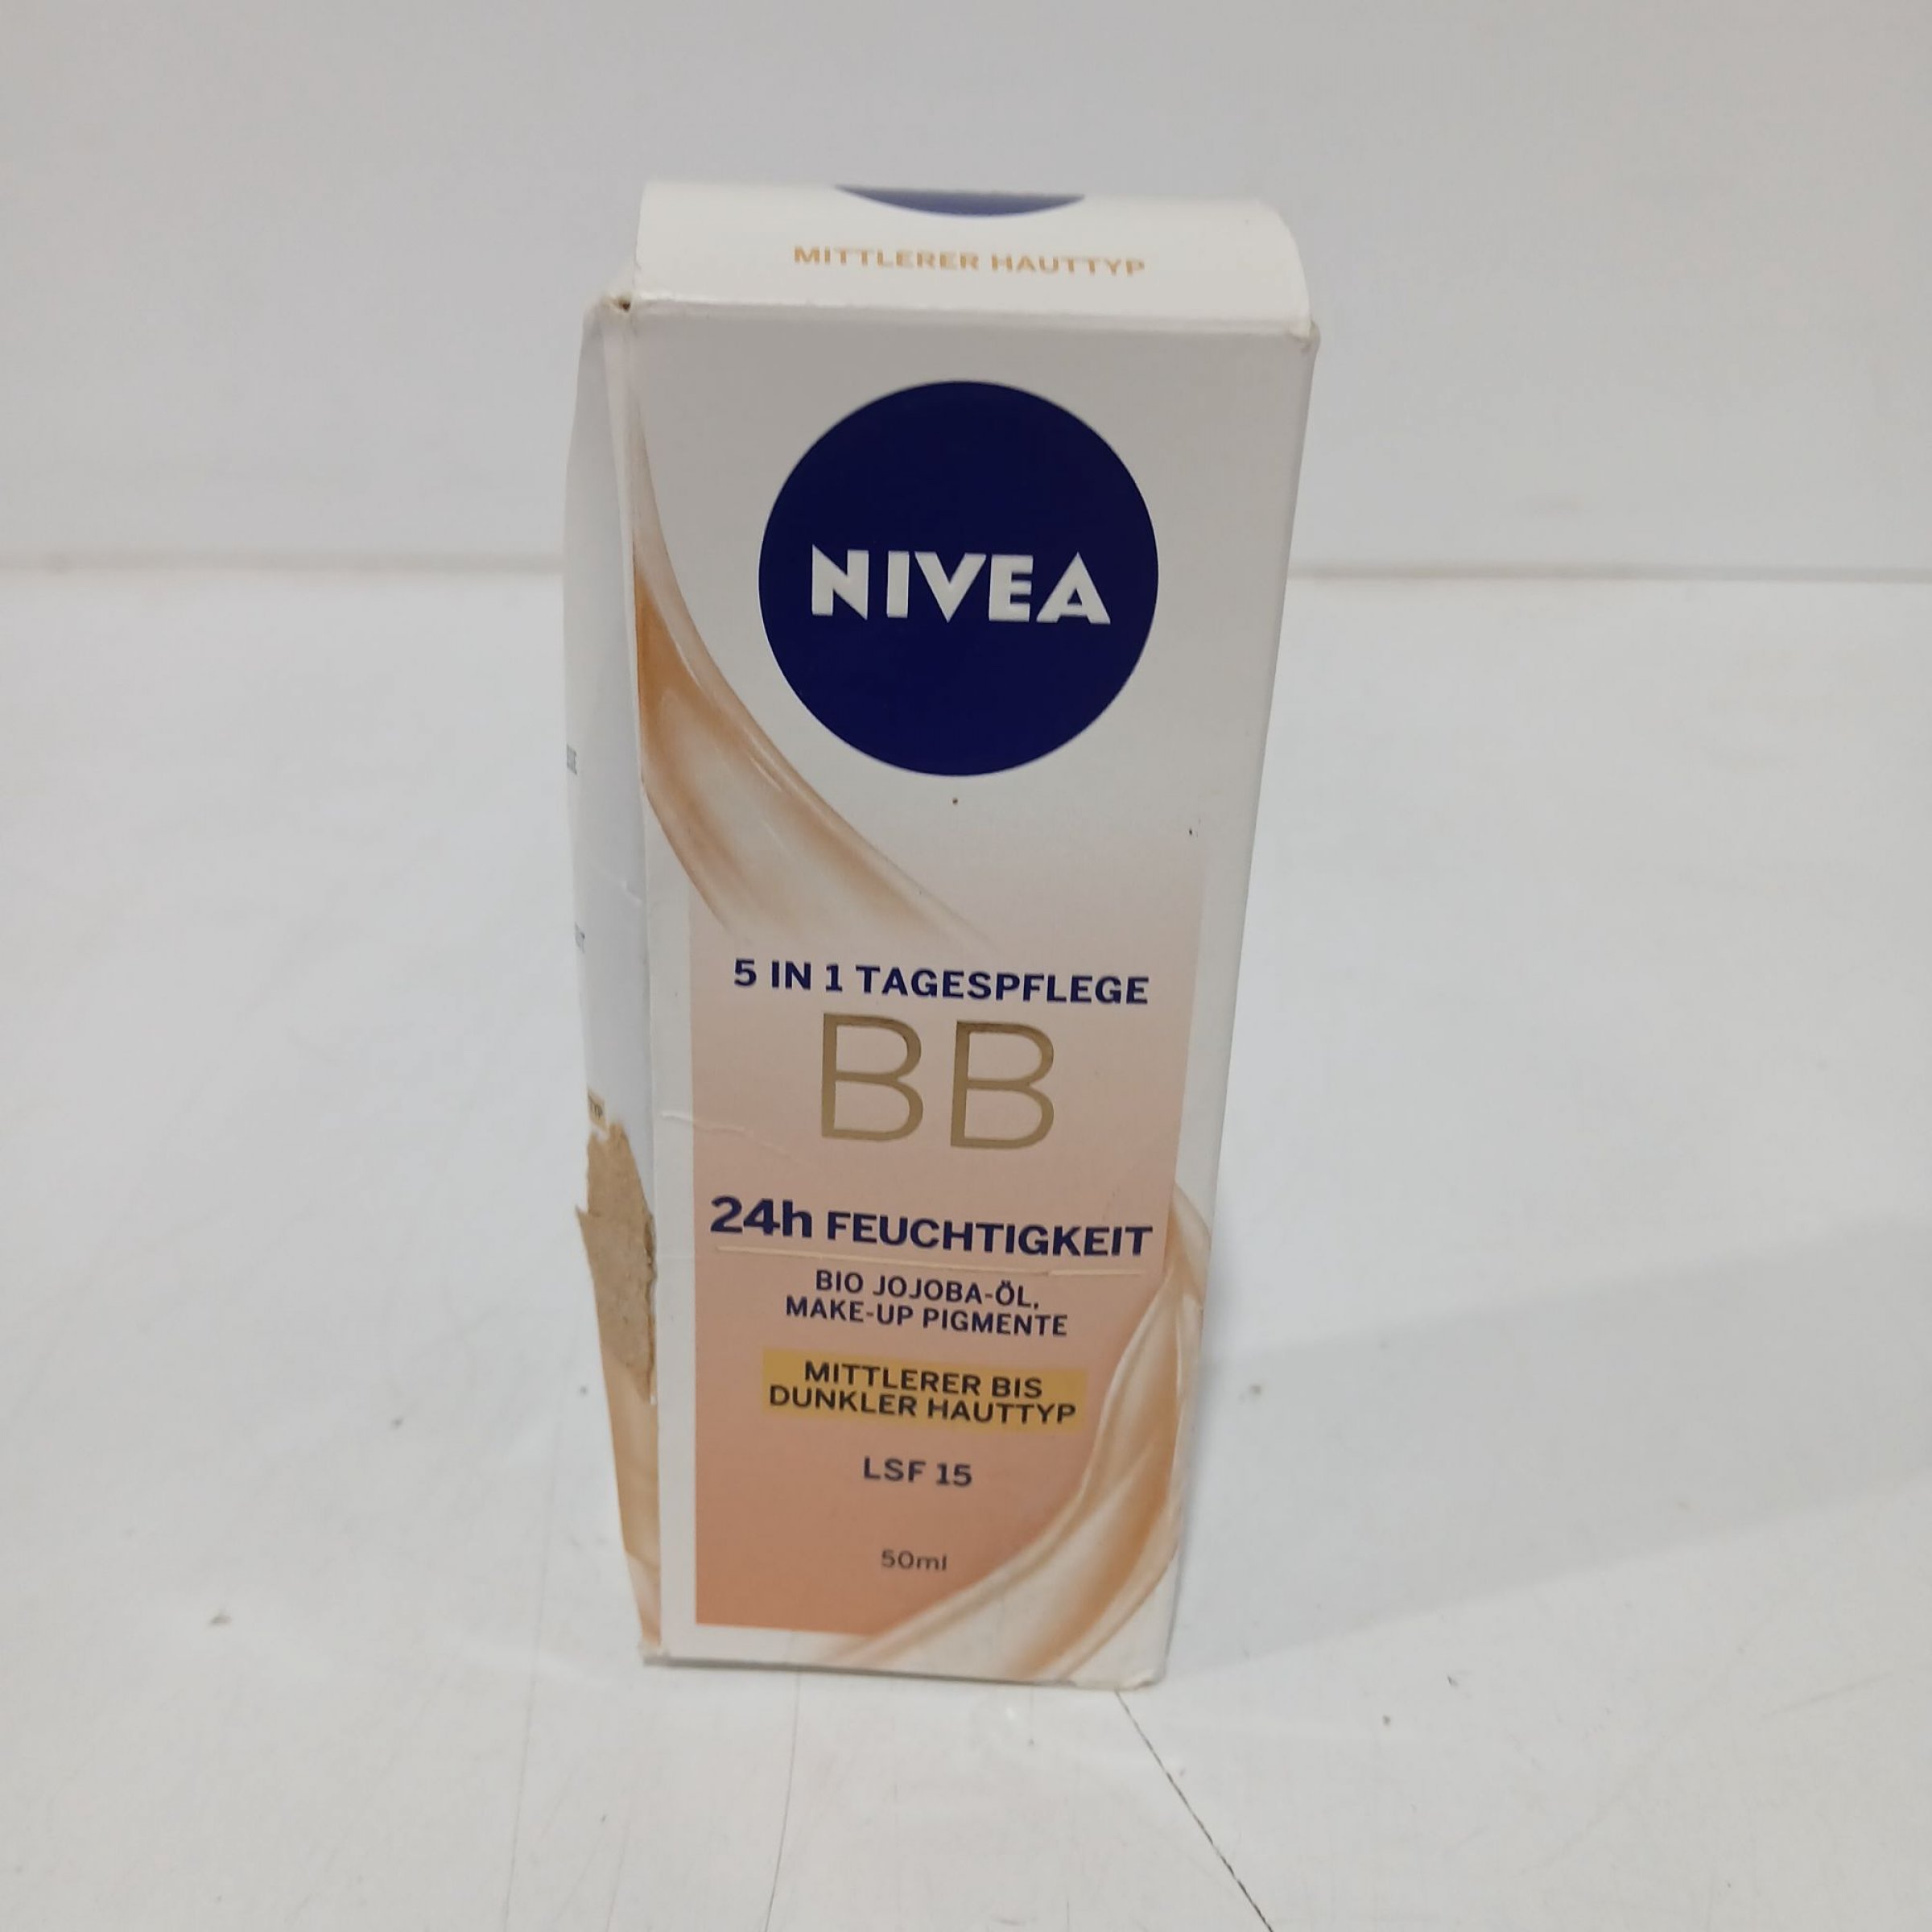 MITTLERER HAUTTYP
NIVEA
5 IN 1 TAGESPFLEGE
BB
24h FEUCHTIGKEIT
BIO JOJOBA-ÖL,
MAKE-UP PIGMENTE
MITTLERER BIS
DUNKLER HAUTTYP
LSF 15
50ml